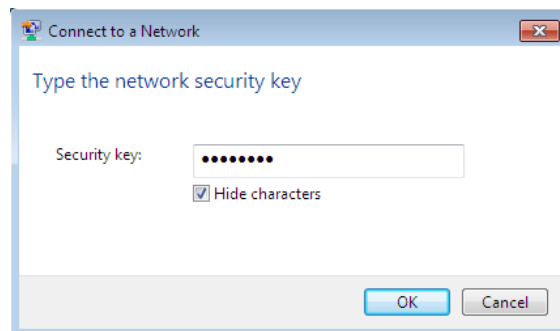 Connect to a Network
Type the network security key
Security key: ••••••••
Hide characters
OK Cancel